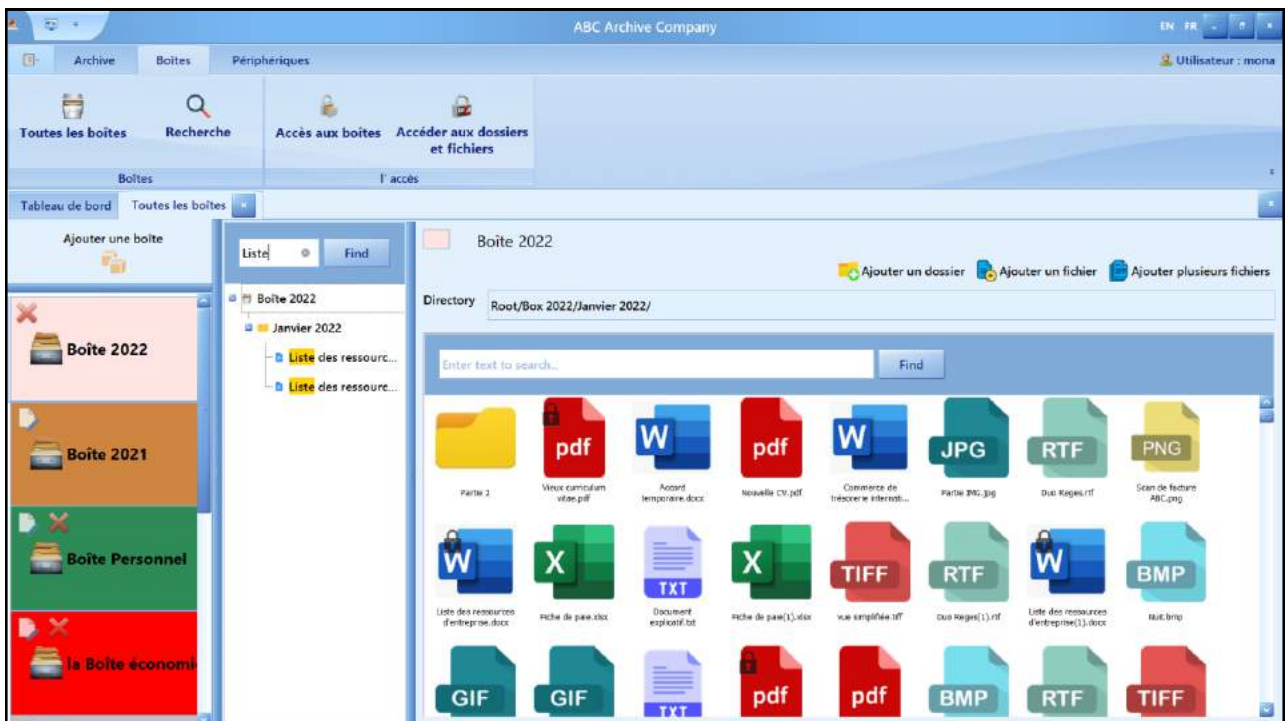 ABC Archive Company
EN FR
Archive Boîtes Périphériques
Utilisateur : mona
Toutes les boîtes Recherche Accès aux boites Accéder aux dossiers
et fichiers
Boîtes l' accès
Tableau de bord Toutes les boîtes
Ajouter une boîte
Liste Find
Boîte 2022
Ajouter un dossier Ajouter un fichier Ajouter plusieurs fichiers
Boîte 2022
Janvier 2022
Liste des ressourc...
Liste des ressourc...
Directory Root/Box 2022/Janvier 2022/
Enter text to search... Find
Boîte 2022
Boîte 2021
Boîte Personnel
la Boîte économi
pdf W pdf W JPG RTF PNG
Partie 2
Vieux curriculum
vitae.pdf
Accord
temporaire.docx
Nouvelle CV.pdf
Commerce de
trésorerie internati...
Partie IMG.jpg
Duo Reges.rtf
Scan de facture
ABC.png
W X TXT X TIFF RTF W BMP
Liste des ressources
d'entreprise.docx
Fiche de paie.xlsx
Document
explicatif.txt
Fiche de paie(1).xlsx
vue simplifiée.tiff
Duo Reges(1).rtf
Liste des ressources
d'entreprise(1).docx
Nuit.bmp
GIF GIF TXT pdf pdf BMP RTF TIFF